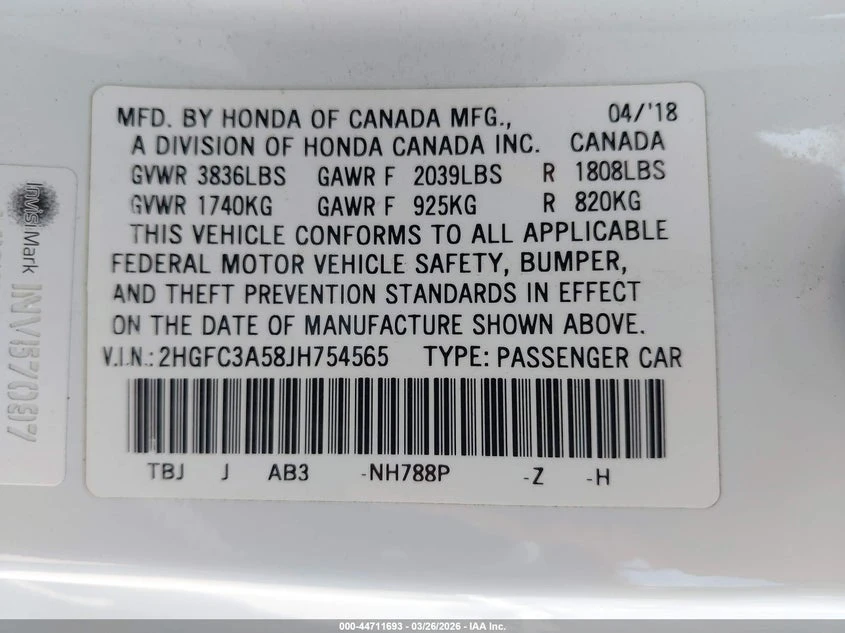 MFD. BY HONDA OF CANADA MFG., 04/'18
A DIVISION OF HONDA CANADA INC. CANADA
GVWR 3836LBS GAWR F 2039LBS R 1808LBS
GVWR 1740KG GAWR F 925KG R 820KG
THIS VEHICLE CONFORMS TO ALL APPLICABLE
FEDERAL MOTOR VEHICLE SAFETY, BUMPER,
AND THEFT PREVENTION STANDARDS IN EFFECT
ON THE DATE OF MANUFACTURE SHOWN ABOVE.
V.I.N.: 2HGFC3A58JH754565 TYPE: PASSENGER CAR
TBJ J AB3 -NH788P -Z -H
InvisiMark
000-44711693 - 03/26/2026 - IAA Inc.